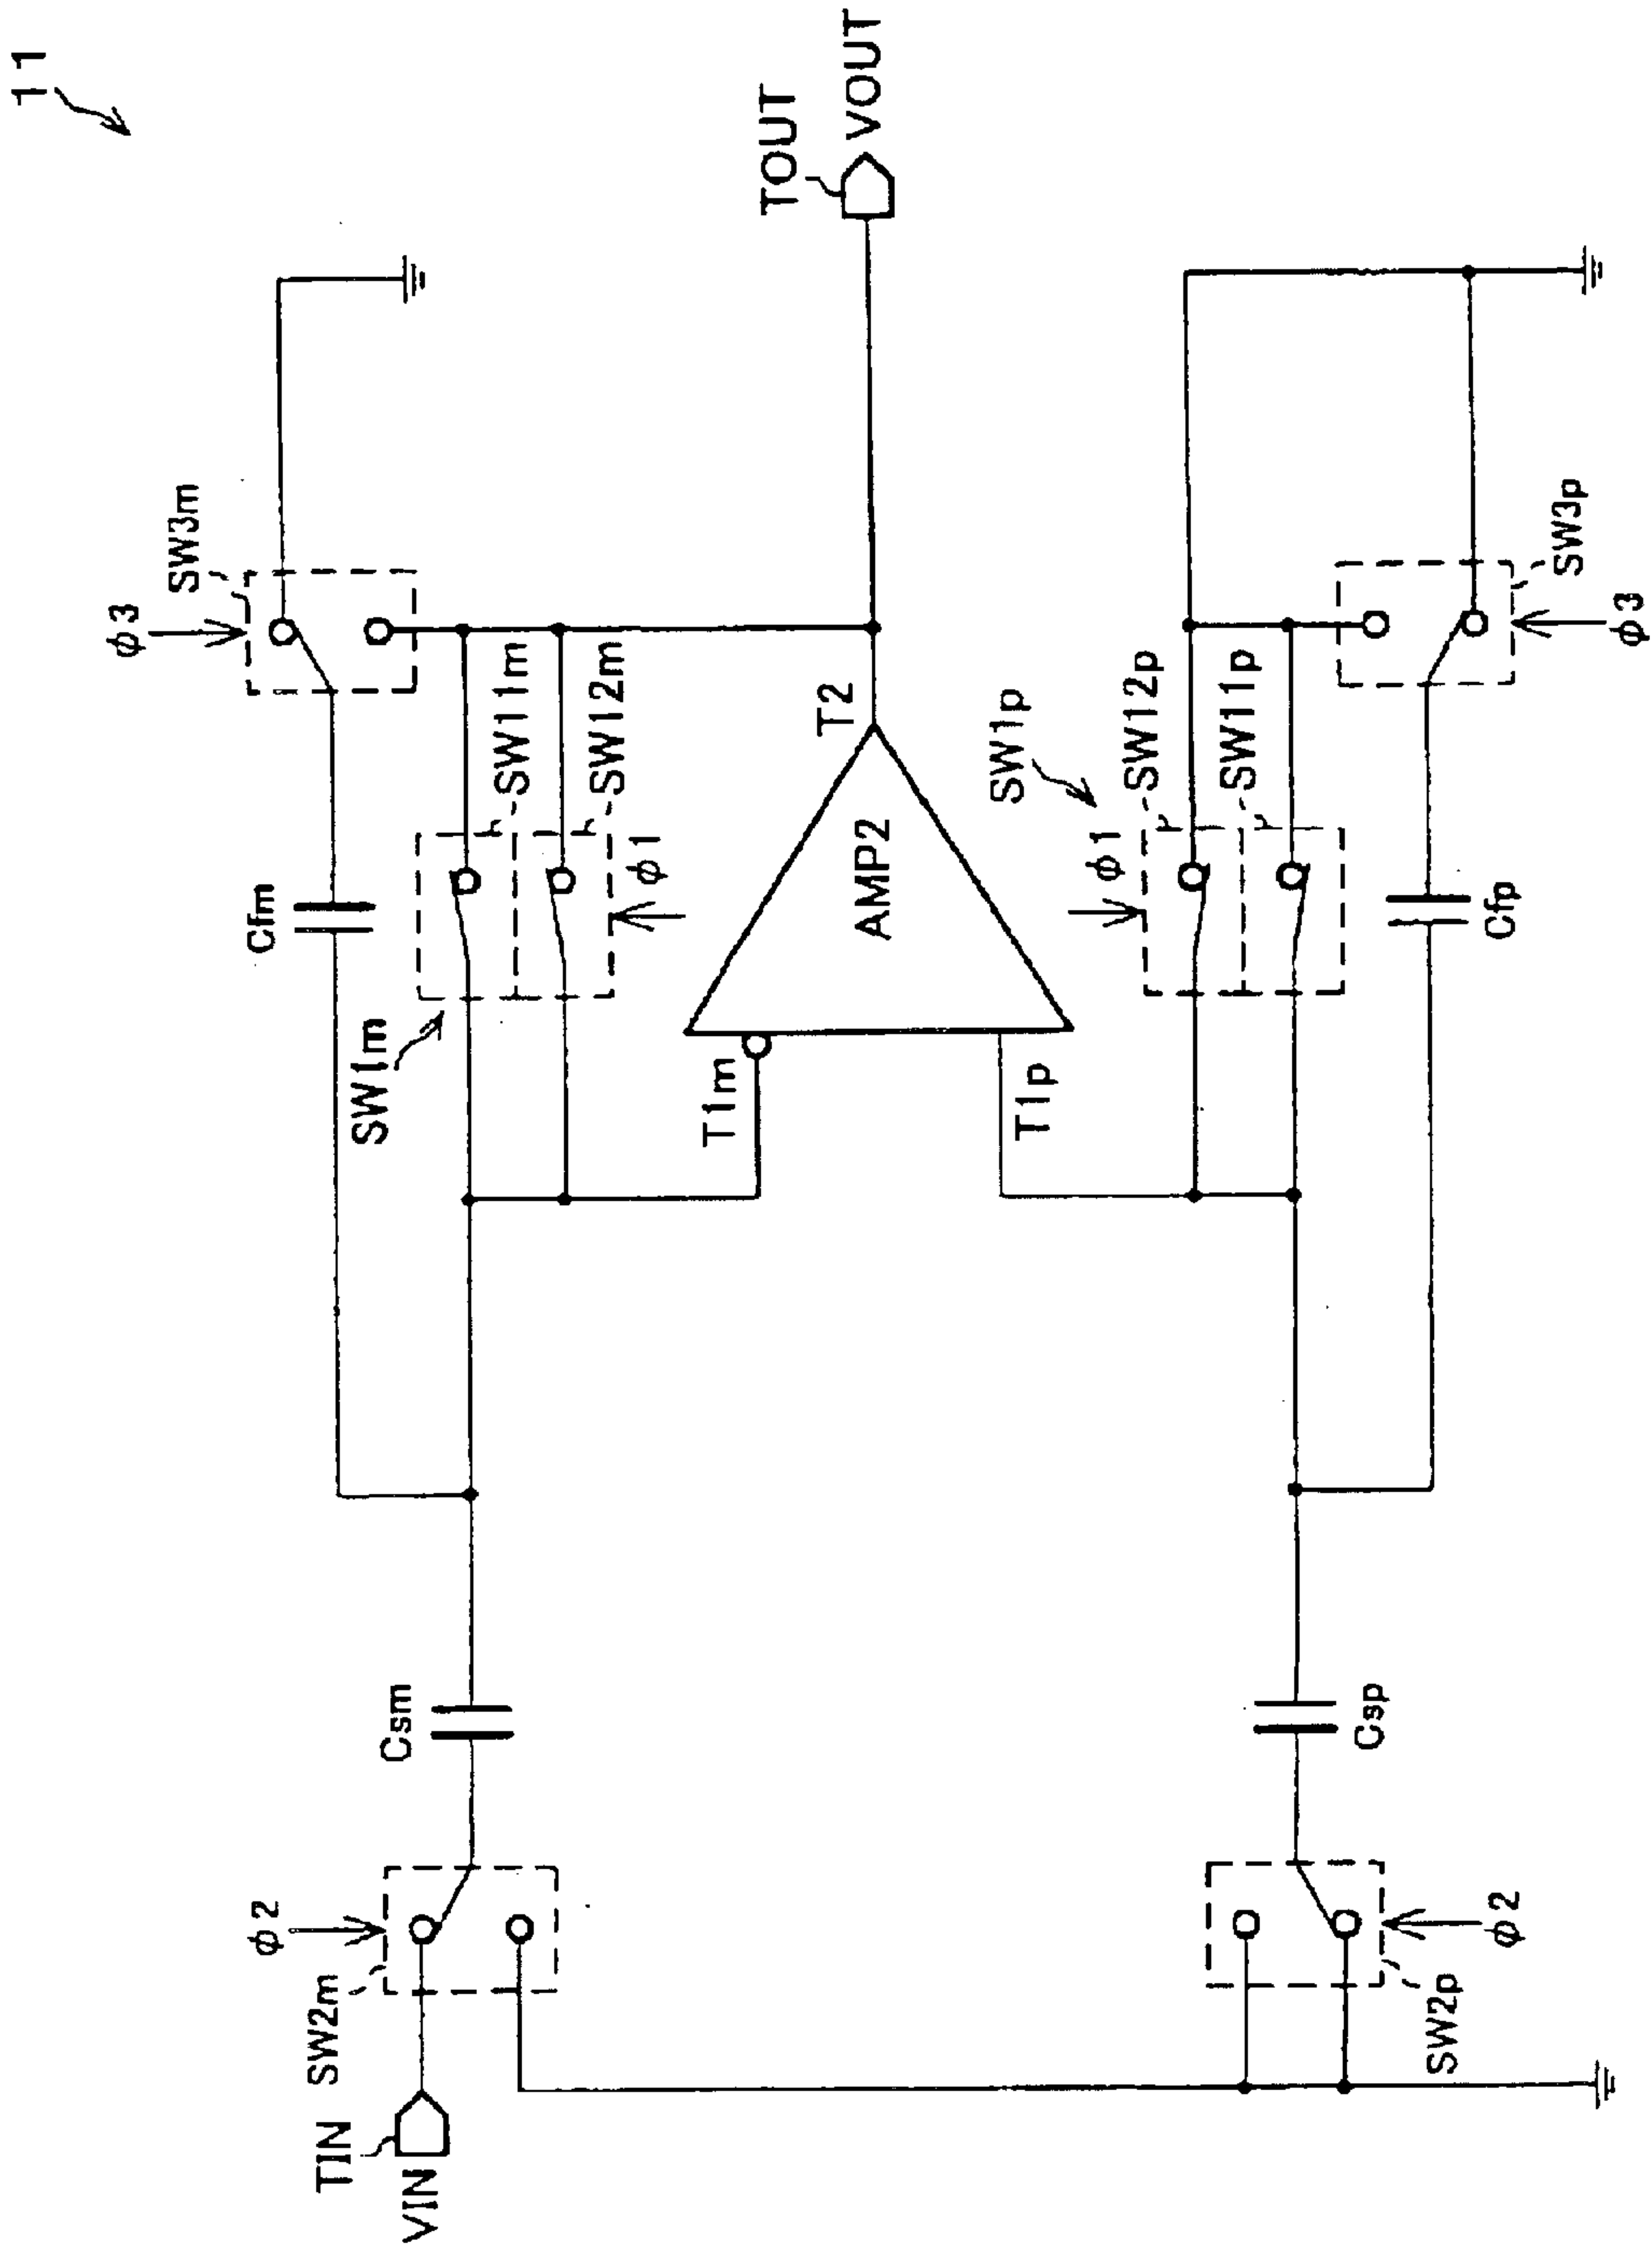 11
φ3
SW3m
Cfm
SW1m
SW11m
SW12m
φ1
T1m
T1p
AMP2
T2
TOUT
VOUT
SW1p
φ1
SW12p
SW11p
Cfp
SW3p
φ3
Csm
Csp
φ2
SW2m
TIN
VIN
SW2p
φ2